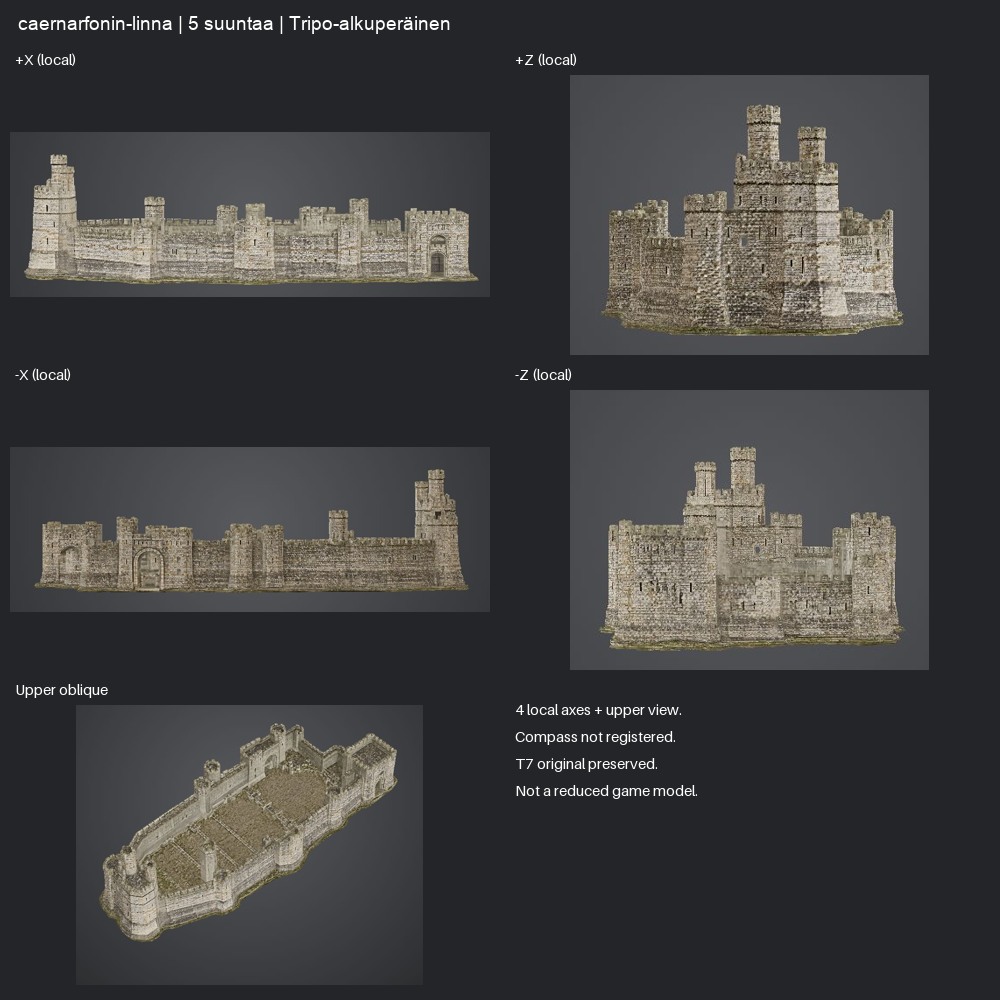 caernarfonin-linna | 5 suuntaa | Tripo-alkuperäinen
+X (local)
+Z (local)
-X (local)
-Z (local)
Upper oblique
4 local axes + upper view.
Compass not registered.
T7 original preserved.
Not a reduced game model.